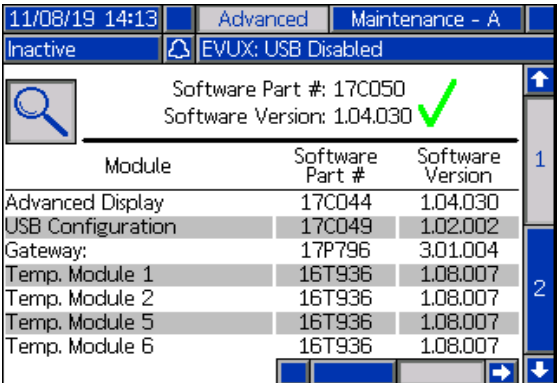 11/08/19 14:13 Advanced Maintenance - A
Inactive EVUX: USB Disabled
Software Part #: 17C050
Software Version: 1.04.030
Module Software Part # Software Version
Advanced Display 17C044 1.04.030
USB Configuration 17C049 1.02.002
Gateway: 17P796 3.01.004
Temp. Module 1 16T936 1.08.007
Temp. Module 2 16T936 1.08.007
Temp. Module 5 16T936 1.08.007
Temp. Module 6 16T936 1.08.007
1
2